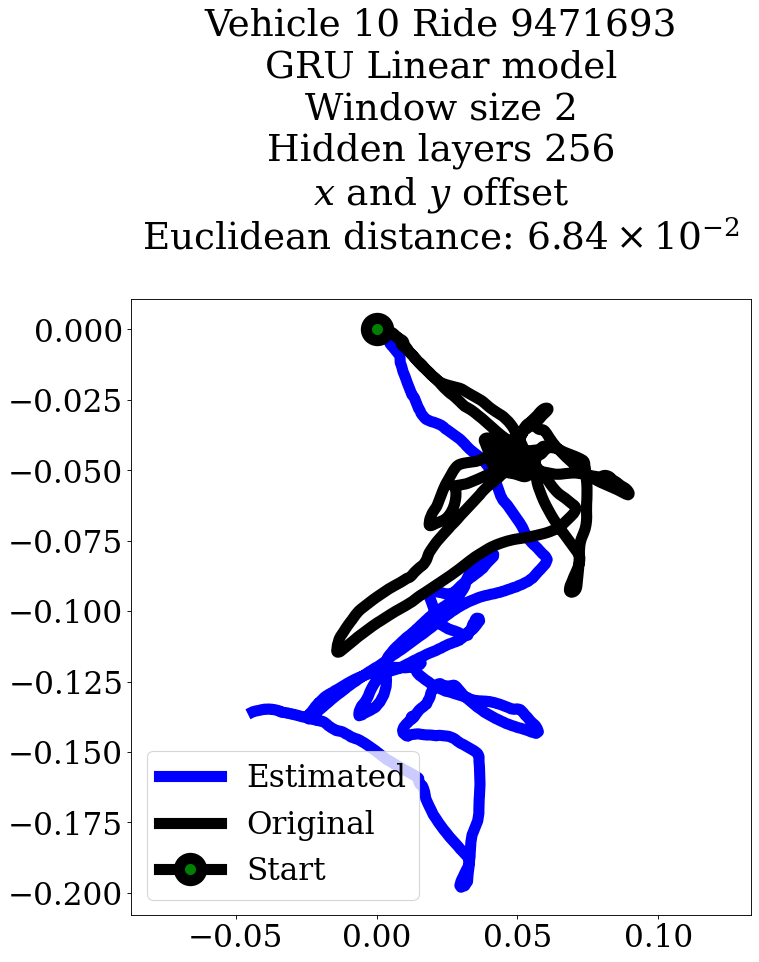 Vehicle 10 Ride 9471693
GRU Linear model
Window size 2
Hidden layers 256
x and y offset
Euclidean distance: 6.84 × 10⁻²
0.000
−0.025
−0.050
−0.075
−0.100
−0.125
−0.150
−0.175
−0.200
Estimated
Original
Start
−0.05 0.00 0.05 0.10